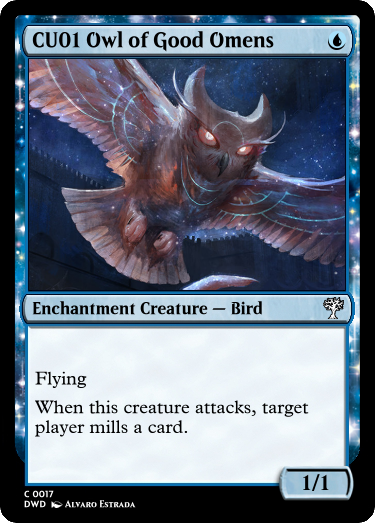 CU01 Owl of Good Omens
Enchantment Creature — Bird
Flying
When this creature attacks, target
player mills a card.
1/1
C 0017
DWD Alvaro Estrada